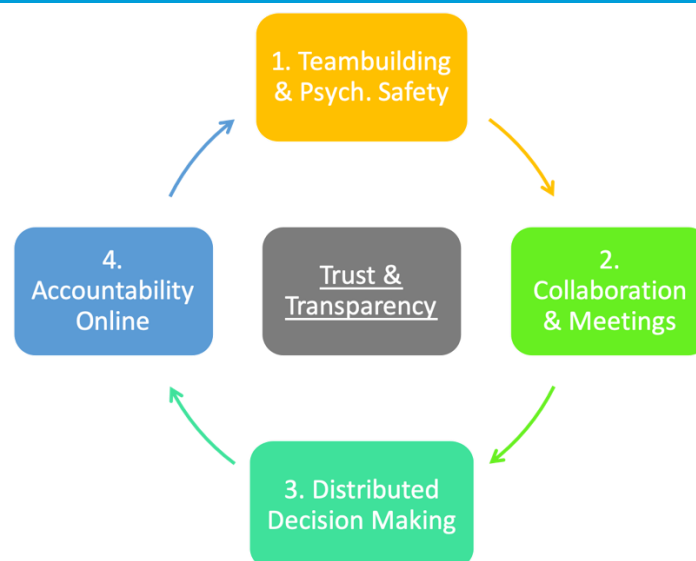 1. Teambuilding
& Psych. Safety
2.
Collaboration
& Meetings
3. Distributed
Decision Making
4.
Accountability
Online
Trust &
Transparency